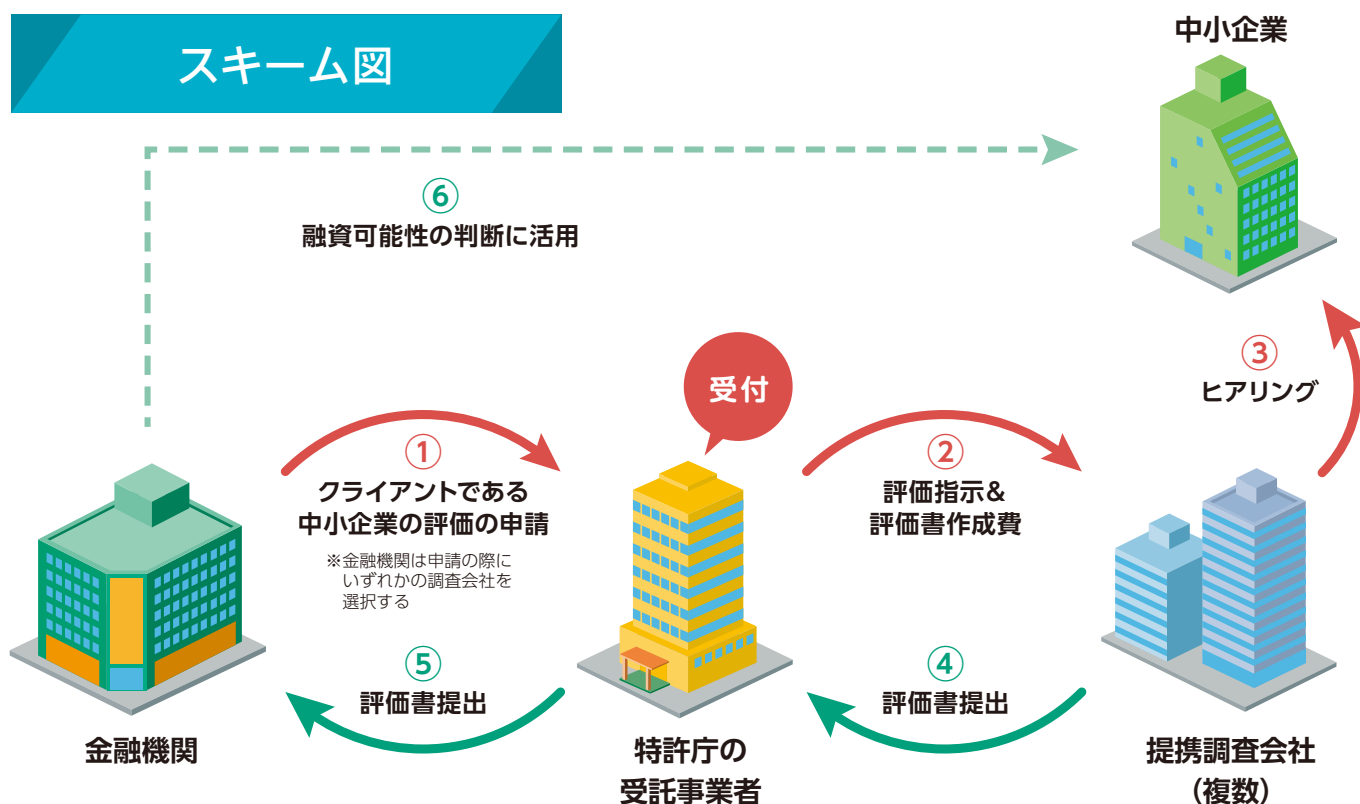 スキーム図
中小企業
⑥
融資可能性の判断に活用
受付
③
ヒアリング
①
クライアントである
中小企業の評価の申請
※金融機関は申請の際に
いずれかの調査会社を
選択する
②
評価指示&
評価書作成費
⑤
評価書提出
④
評価書提出
金融機関
特許庁の
受託事業者
提携調査会社
(複数)